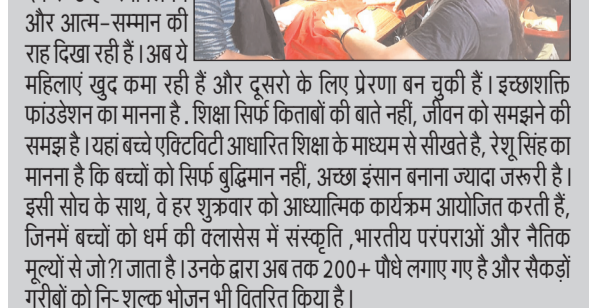 और आत्म-सम्मान की
राह दिखा रही हैं।अब ये
महिलाएं खुद कमा रही हैं और दूसरो के लिए प्रेरणा बन चुकी हैं। इच्छाशक्ति
फांउडेशन का मानना है . शिक्षा सिर्फ किताबों की बाते नहीं, जीवन को समझने की
समझ है।यहां बच्चे एक्टिविटी आधारित शिक्षा के माध्यम से सीखते है, रेशू सिंह का
मानना है कि बच्चों को सिर्फ बुद्धिमान नहीं, अच्छा इंसान बनाना ज्यादा जरूरी है।
इसी सोच के साथ, वे हर शुक्रवार को आध्यात्मिक कार्यक्रम आयोजित करती हैं,
जिनमें बच्चों को धर्म की क्लासेस में संस्कृति ,भारतीय परंपराओं और नैतिक
मूल्यों से जो?ा जाता है।उनके द्वारा अब तक 200+ पौधे लगाए गए है और सैकड़ों
गरीबों को नि-शुल्क भोजन भी वितरित किया है।